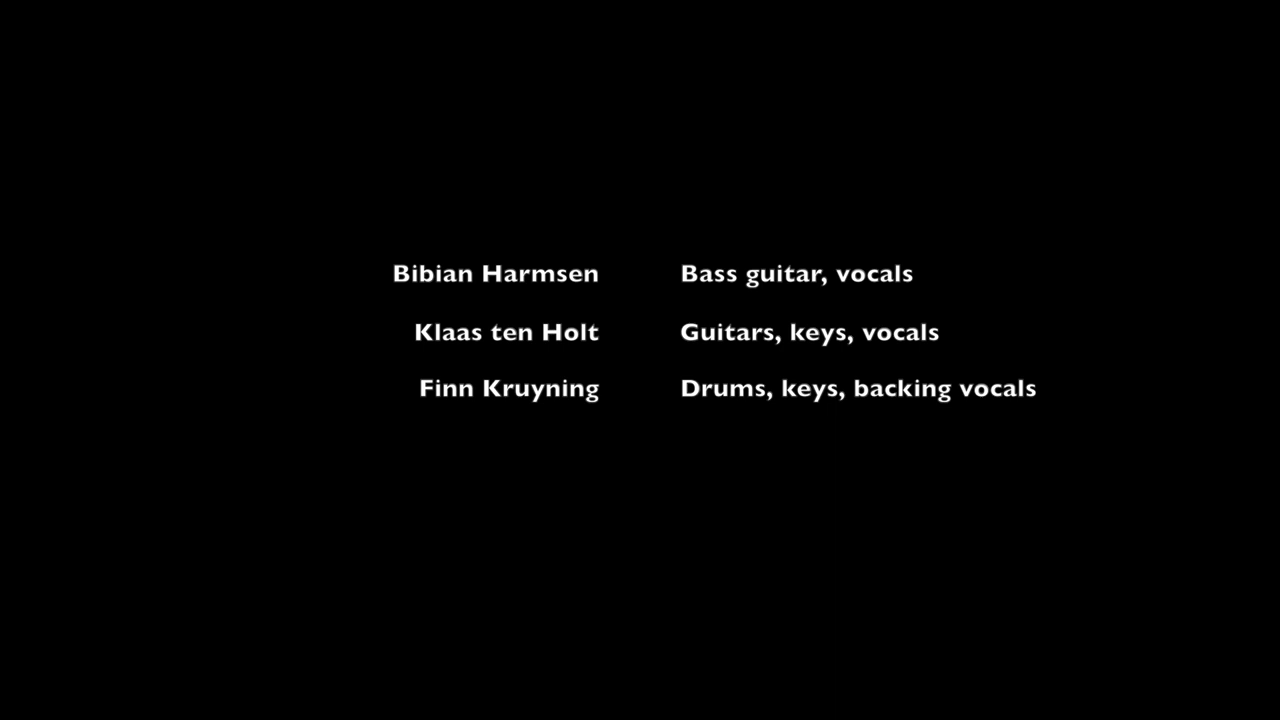 Bibian Harmsen Bass guitar, vocals
Klaas ten Holt Guitars, keys, vocals
Finn Kruyning Drums, keys, backing vocals